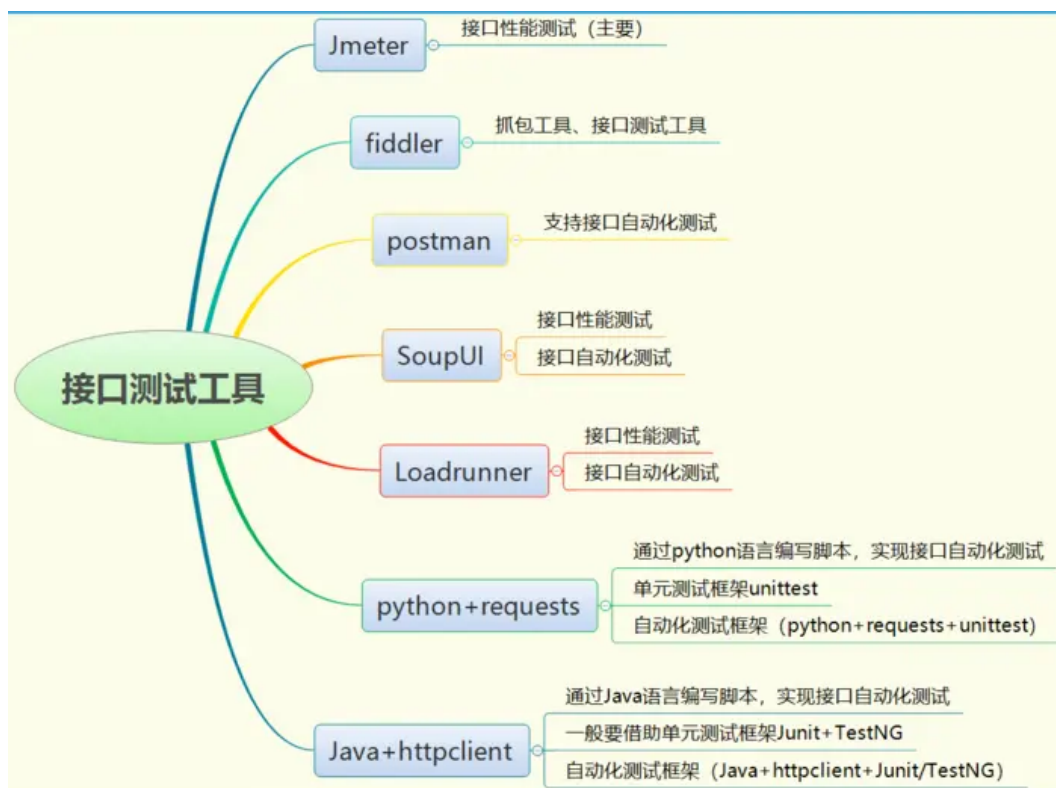 Jmeter
接口性能测试（主要）
fiddler
抓包工具、接口测试工具
postman
支持接口自动化测试
SoupUI
接口性能测试
接口自动化测试
接口测试工具
Loadrunner
接口性能测试
接口自动化测试
python+requests
通过python语言编写脚本，实现接口自动化测试
单元测试框架unittest
自动化测试框架（python+requests+unittest）
Java+httpclient
通过Java语言编写脚本，实现接口自动化测试
一般要借助单元测试框架Junit+TestNG
自动化测试框架（Java+httpclient+Junit/TestNG）